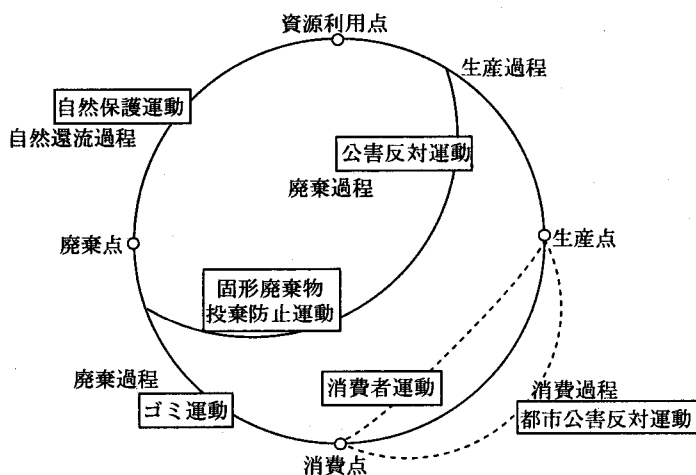 資源利用点
生産過程
自然保護運動
自然還流過程
公害反対運動
廃棄過程
廃棄点
生産点
固形廃棄物
投棄防止運動
廃棄過程
消費者運動
消費過程
ゴミ運動
都市公害反対運動
消費点